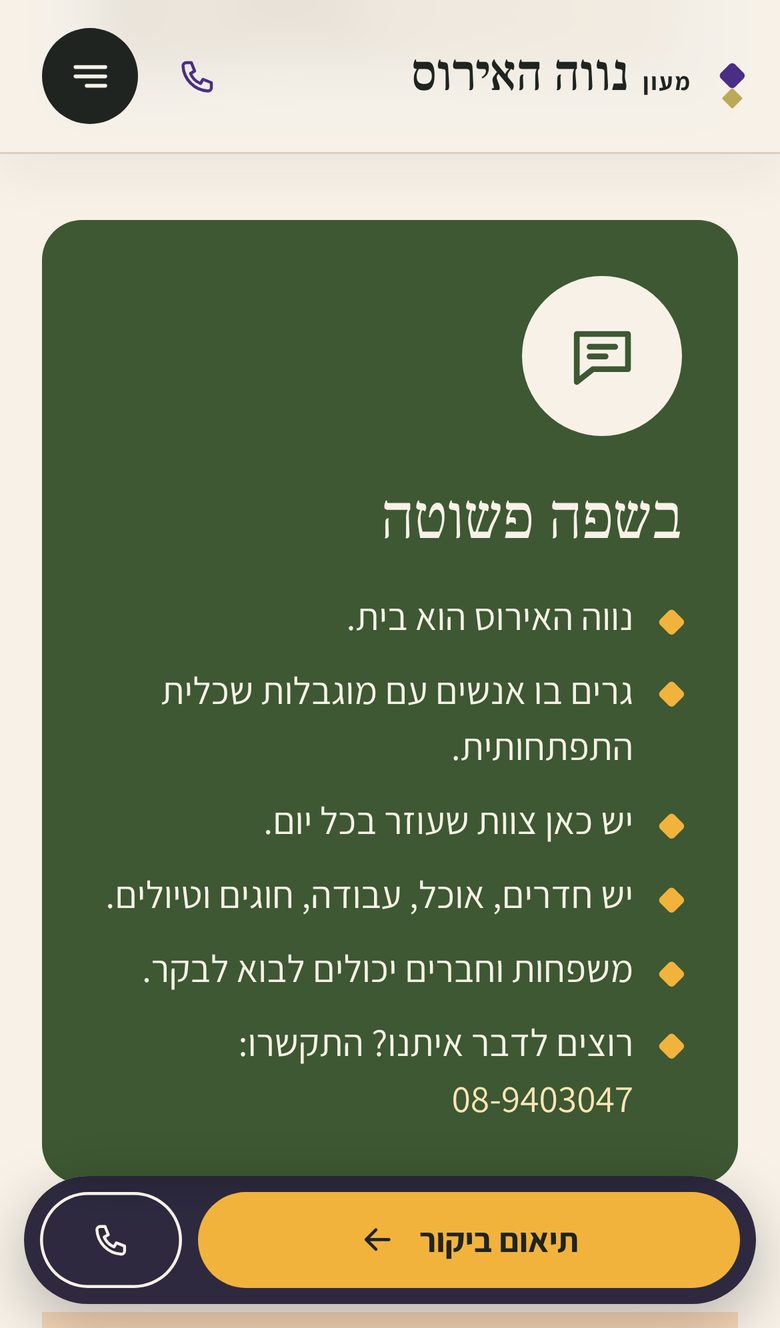 מעון נווה האירוס
בשפה פשוטה
נווה האירוס הוא בית.
גרים בו אנשים עם מוגבלות שכלית
התפתחותית.
יש כאן צוות שעוזר בכל יום.
יש חדרים, אוכל, עבודה, חוגים וטיולים.
משפחות וחברים יכולים לבוא לבקר.
רוצים לדבר איתנו? התקשרו:
08-9403047
תיאום ביקור